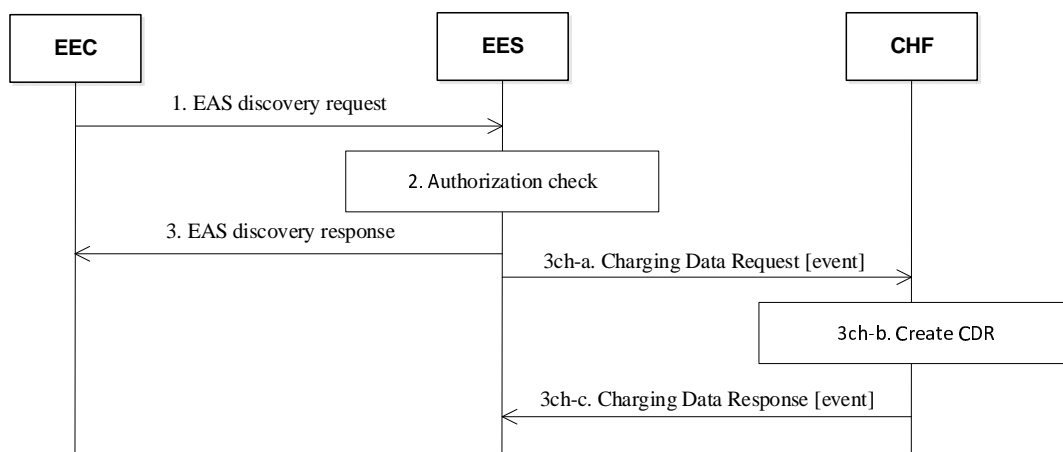 EEC
EES
CHF
1. EAS discovery request
2. Authorization check
3. EAS discovery response
3ch-a. Charging Data Request [event]
3ch-b. Create CDR
3ch-c. Charging Data Response [event]